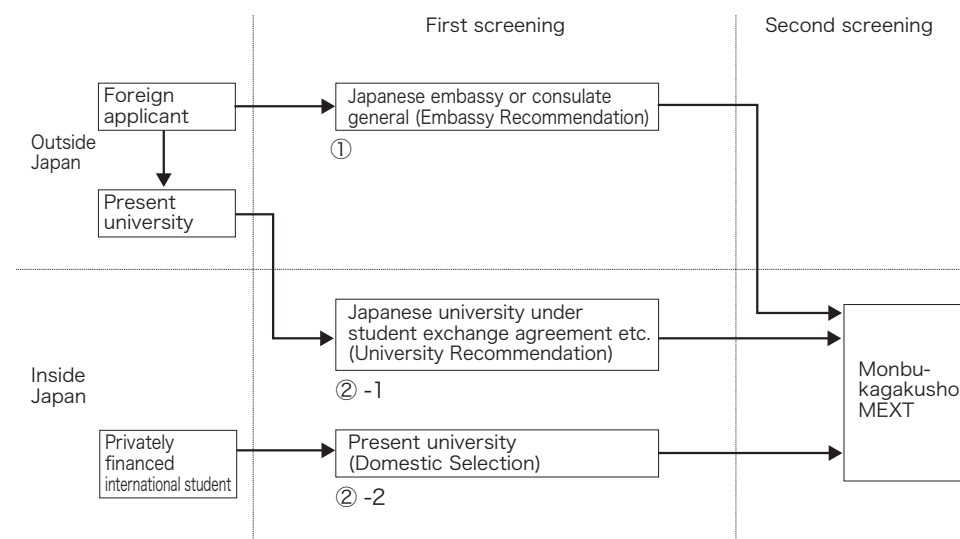 First screening
Second screening
Foreign
applicant
Japanese embassy or consulate
general (Embassy Recommendation)
①
Outside
Japan
Present
university
Japanese university under
student exchange agreement etc.
(University Recommendation)
② -1
Inside
Japan
Monbu-
kagakusho
MEXT
Privately
financed
international student
Present university
(Domestic Selection)
② -2